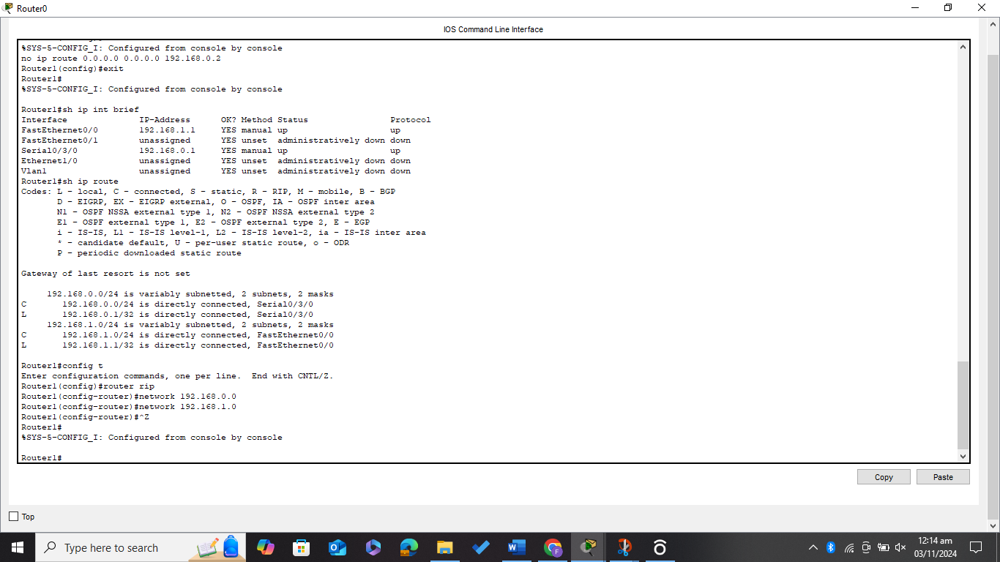 Router0
IOS Command Line Interface
%SYS-5-CONFIG_I: Configured from console by console
no ip route 0.0.0.0 0.0.0.0 192.168.0.2
Router1(config)#exit
Router1#
%SYS-5-CONFIG_I: Configured from console by console
Router1#sh ip int brief
Interface              IP-Address      OK? Method Status                Protocol
FastEthernet0/0        192.168.1.1     YES manual up                    up
FastEthernet0/1        unassigned      YES unset  administratively down down
Serial0/3/0            192.168.0.1     YES manual up                    up
Ethernet1/0            unassigned      YES unset  administratively down down
Vlan1                  unassigned      YES unset  administratively down down
Router1#sh ip route
Codes: L - local, C - connected, S - static, R - RIP, M - mobile, B - BGP
       D - EIGRP, EX - EIGRP external, O - OSPF, IA - OSPF inter area
       N1 - OSPF NSSA external type 1, N2 - OSPF NSSA external type 2
       E1 - OSPF external type 1, E2 - OSPF external type 2, E - EGP
       i - IS-IS, L1 - IS-IS level-1, L2 - IS-IS level-2, ia - IS-IS inter area
       * - candidate default, U - per-user static route, o - ODR
       P - periodic downloaded static route
Gateway of last resort is not set
     192.168.0.0/24 is variably subnetted, 2 subnets, 2 masks
C       192.168.0.0/24 is directly connected, Serial0/3/0
L       192.168.0.1/32 is directly connected, Serial0/3/0
     192.168.1.0/24 is variably subnetted, 2 subnets, 2 masks
C       192.168.1.0/24 is directly connected, FastEthernet0/0
L       192.168.1.1/32 is directly connected, FastEthernet0/0
Router1#config t
Enter configuration commands, one per line.  End with CNTL/Z.
Router1(config)#router rip
Router1(config-router)#network 192.168.0.0
Router1(config-router)#network 192.168.1.0
Router1(config-router)#^Z
Router1#
%SYS-5-CONFIG_I: Configured from console by console
Router1#
Copy
Paste
Top
Type here to search
12:14 am
03/11/2024